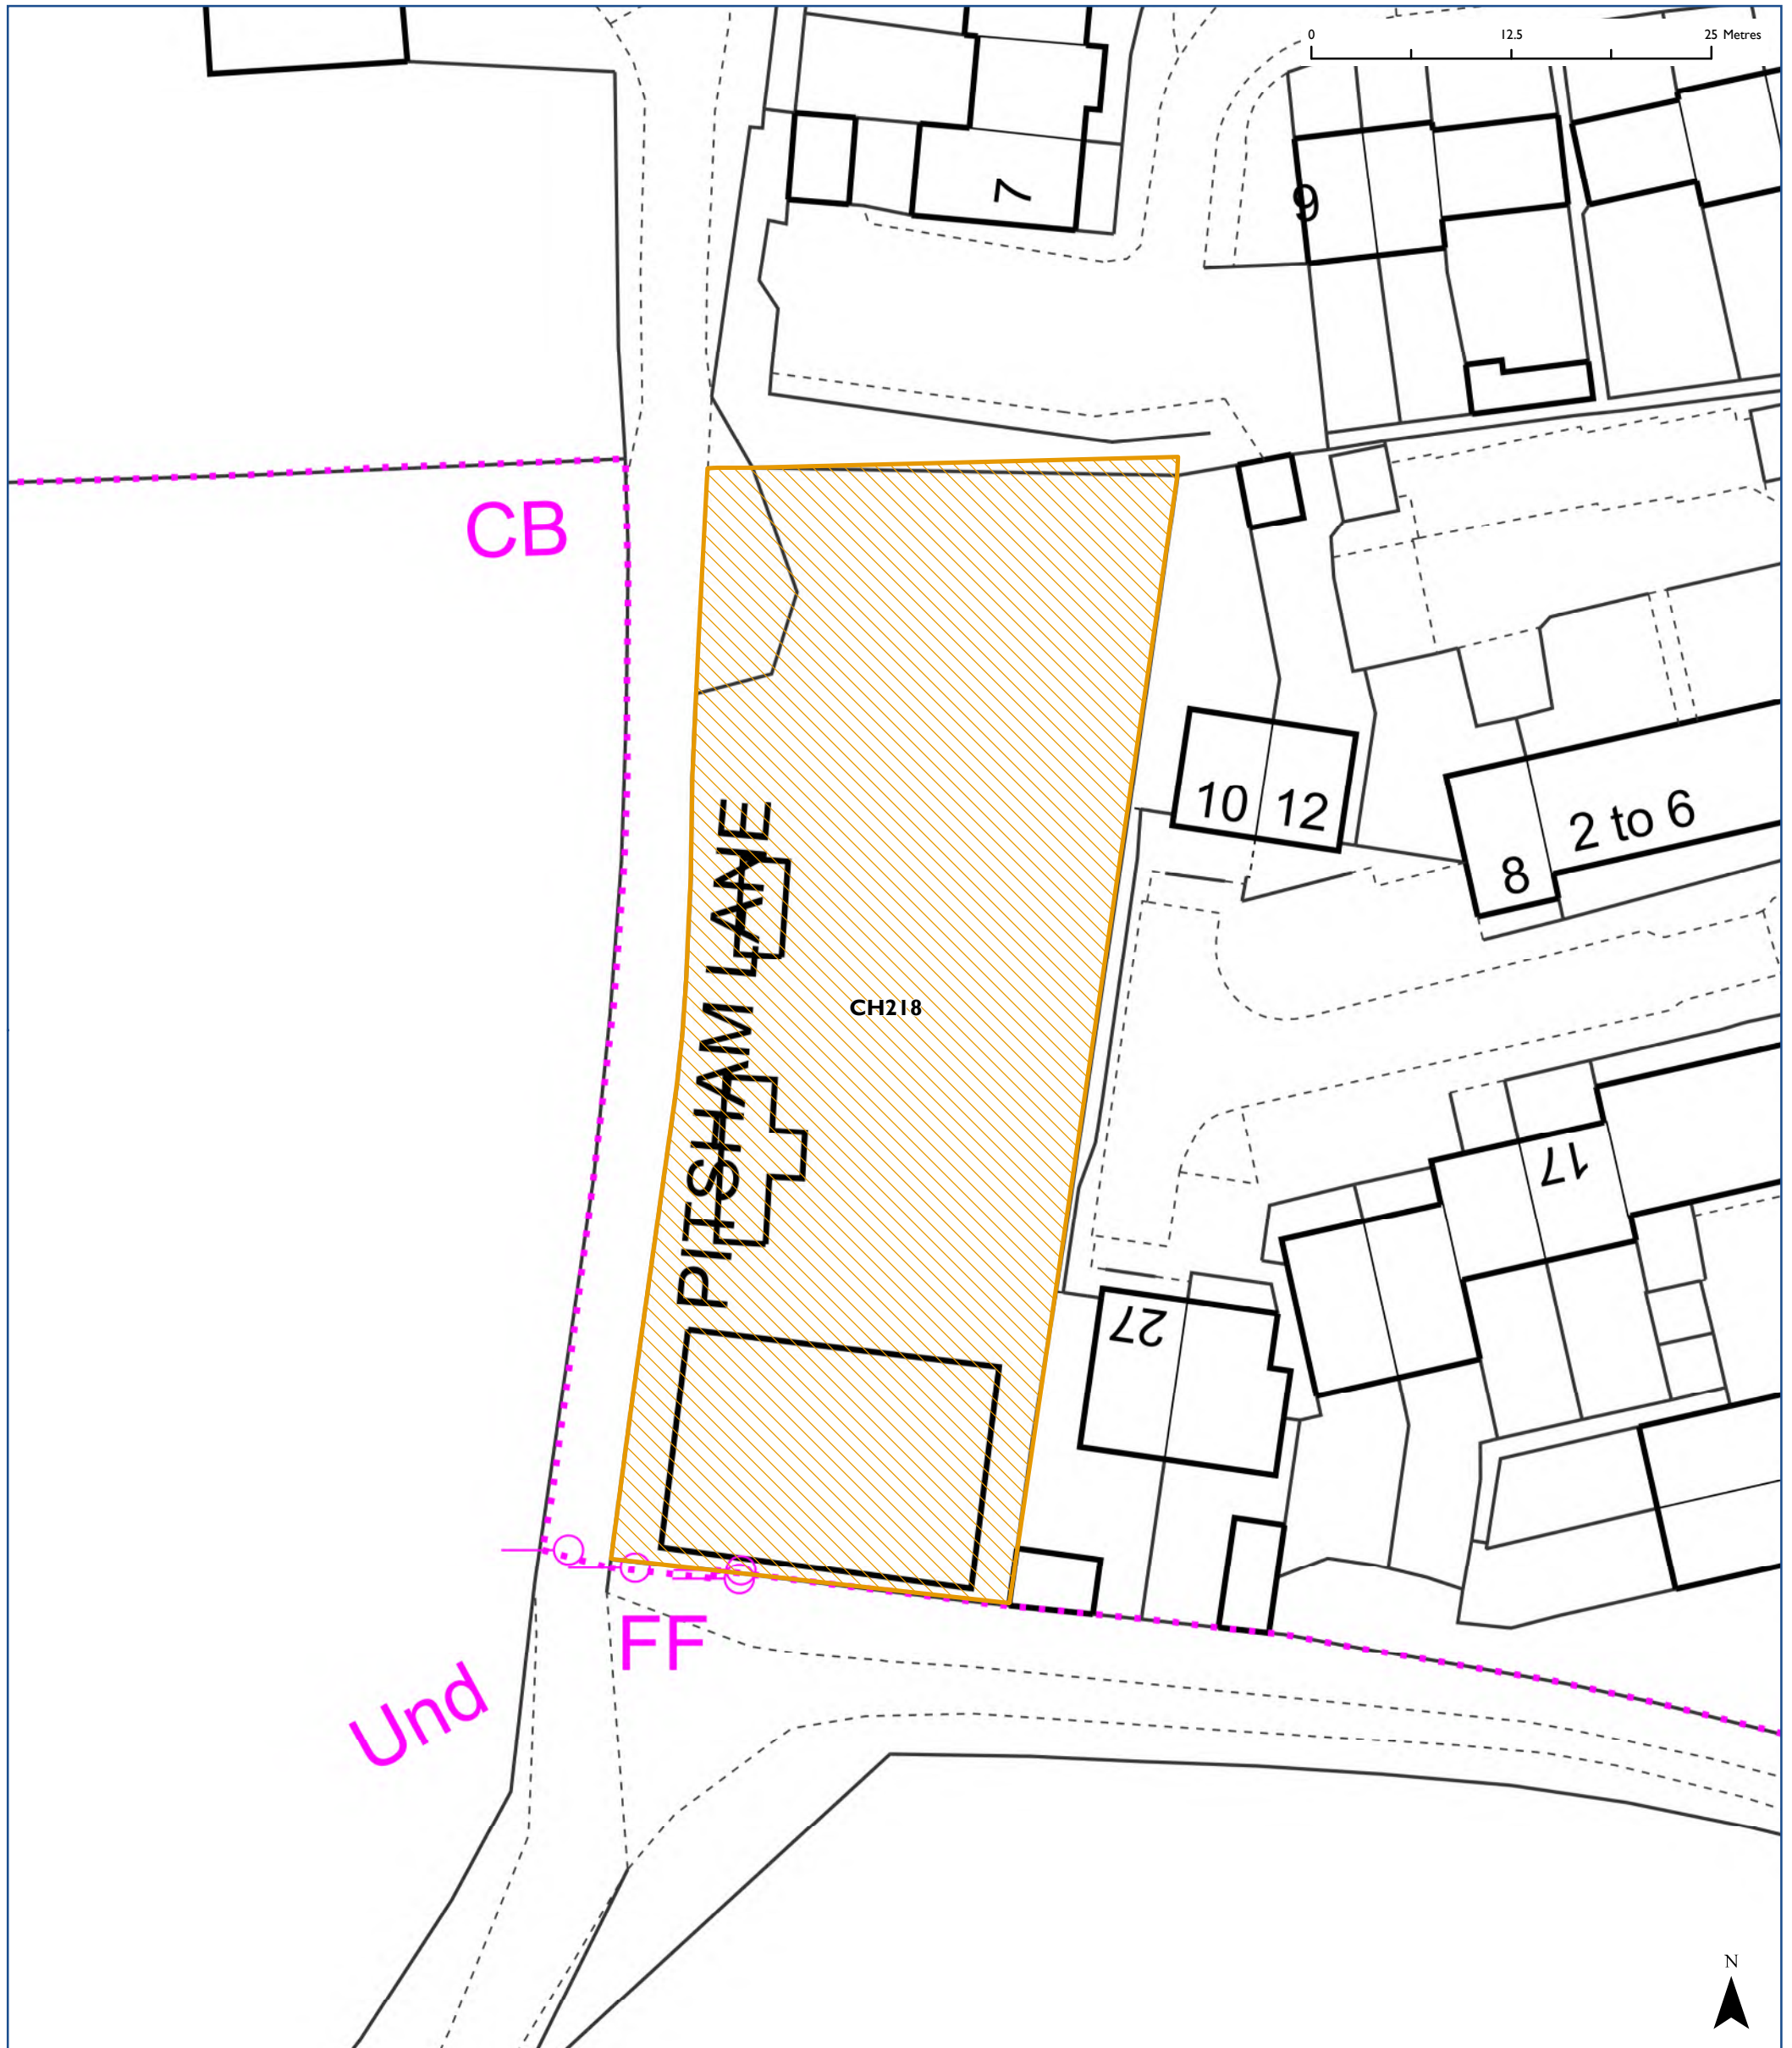 0 12.5 25 Metres
7
9
CB
10 12
2 to 6
8
PITSHAM LANE
CH218
17
27
FF
Und
N